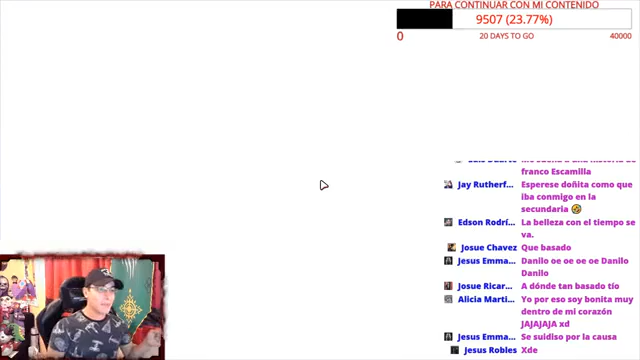 PARA CONTINUAR CON MI CONTENIDO
9507 (23.77%)
0 20 DAYS TO GO 40000
franco Escamilla
Jay Rutherf... Esperese doñita como que
iba conmigo en la
secundaria 🤣
Edson Rodrí... La belleza con el tiempo se
va.
Josue Chavez Que basado
Jesus Emma... Danilo oe oe oe oe Danilo
Danilo
Josue Ricar... A dónde tan basado tío
Alicia Marti... Yo por eso soy bonita muy
dentro de mi corazón
JAJAJAJA xd
Jesus Emma... Se suidiso por la causa
Jesus Robles Xde